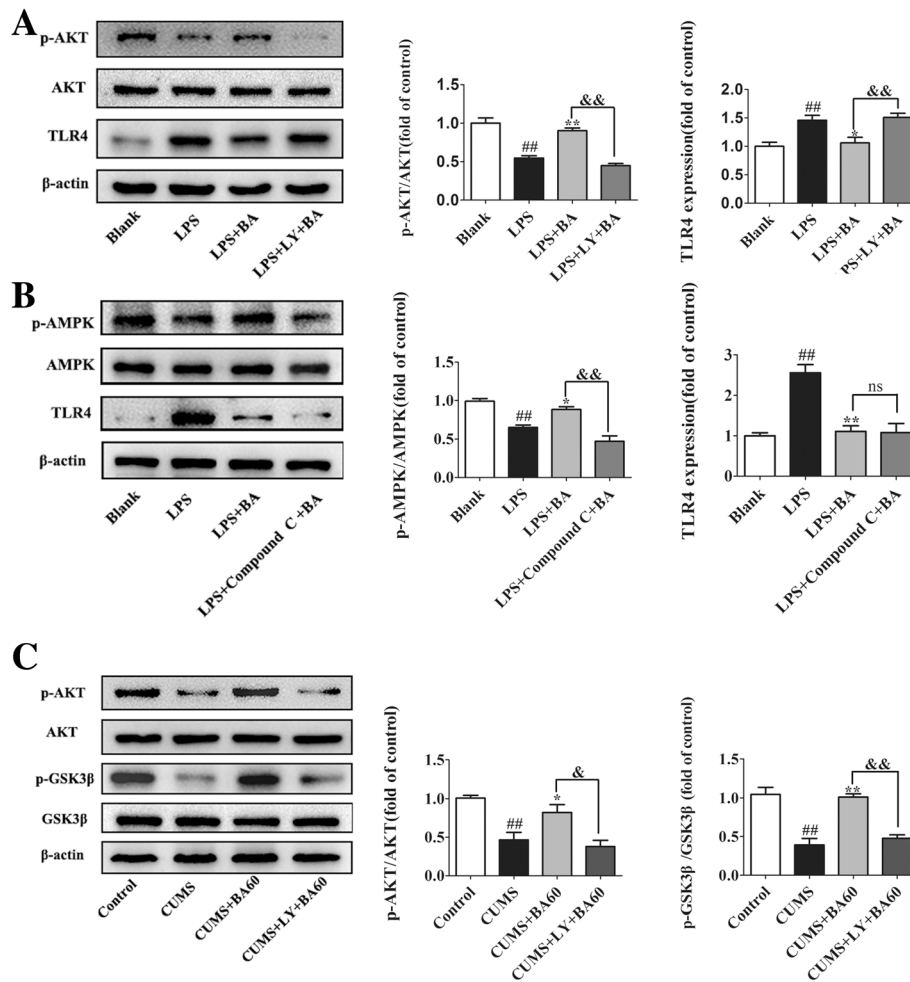 A
p-AKT
AKT
TLR4
β-actin
Blank
LPS
LPS+BA
LPS+LY+BA
p-AKT/AKT(fold of control)
1.5
1.0
0.5
0.0
##
**
&&
Blank
LPS
LPS+BA
LPS+LY+BA
TLR4 expression(fold of control)
2.0
1.5
1.0
0.5
0.0
##
*
&&
Blank
LPS
LPS+BA
PS+LY+BA
B
p-AMPK
AMPK
TLR4
β-actin
Blank
LPS
LPS+BA
LPS+Compound C+BA
p-AMPK/AMPK(fold of control)
1.5
1.0
0.5
0.0
##
*
&&
Blank
LPS
LPS+BA
LPS+Compound C+BA
TLR4 expression(fold of control)
3
2
1
0
##
**
ns
Blank
LPS
LPS+BA
LPS+Compound C+BA
C
p-AKT
AKT
p-GSK3β
GSK3β
β-actin
Control
CUMS
CUMS+BA60
CUMS+LY+BA60
p-AKT/AKT(fold of control)
1.5
1.0
0.5
0.0
##
*
&
Control
CUMS
CUMS+BA60
CUMS+LY+BA60
p-GSK3β /GSK3β (fold of control)
1.5
1.0
0.5
0.0
##
**
&&
Control
CUMS
CUMS+BA60
CUMS+LY+BA60